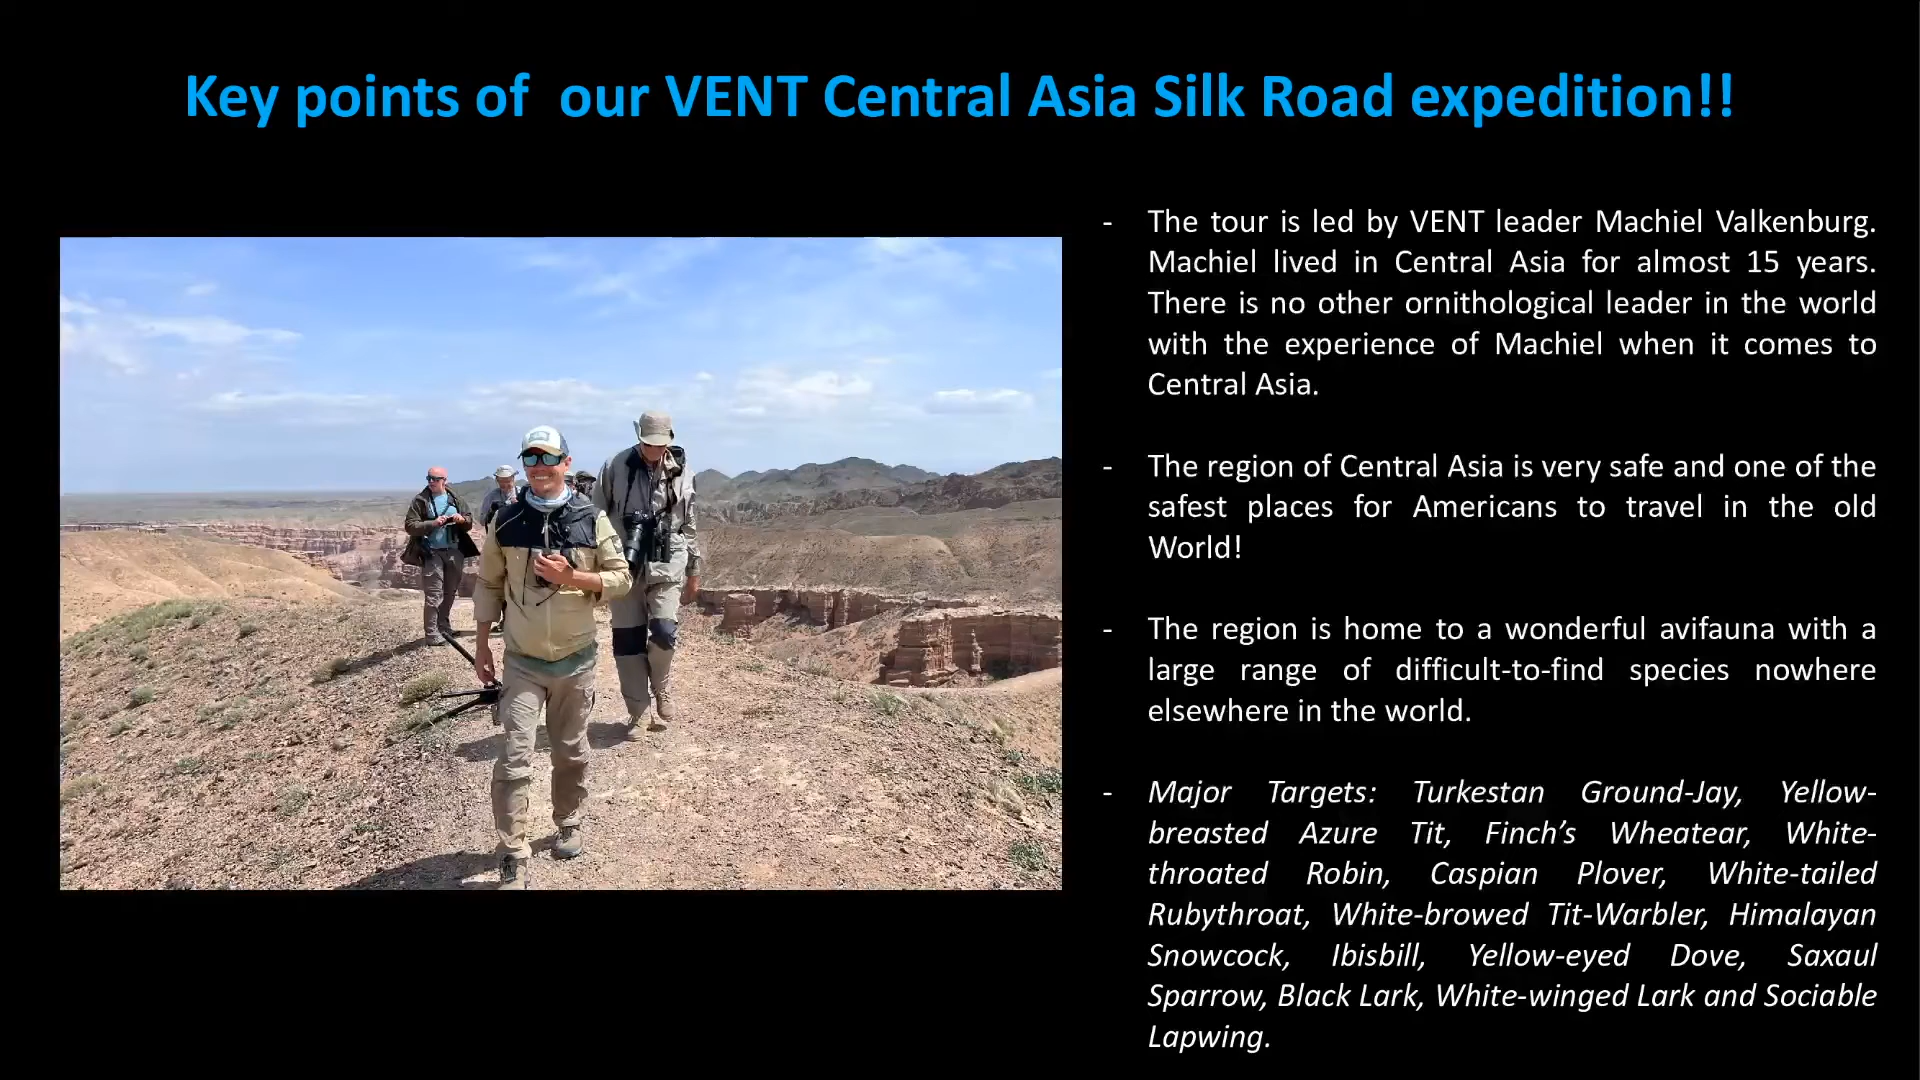 Key points of  our VENT Central Asia Silk Road expedition!!
- The tour is led by VENT leader Machiel Valkenburg.
Machiel lived in Central Asia for almost 15 years.
There is no other ornithological leader in the world
with the experience of Machiel when it comes to
Central Asia.
- The region of Central Asia is very safe and one of the
safest places for Americans to travel in the old
World!
- The region is home to a wonderful avifauna with a
large range of difficult-to-find species nowhere
elsewhere in the world.
- Major Targets: Turkestan Ground-Jay, Yellow-
breasted Azure Tit, Finch’s Wheatear, White-
throated Robin, Caspian Plover, White-tailed
Rubythroat, White-browed Tit-Warbler, Himalayan
Snowcock, Ibisbill, Yellow-eyed Dove, Saxaul
Sparrow, Black Lark, White-winged Lark and Sociable
Lapwing.